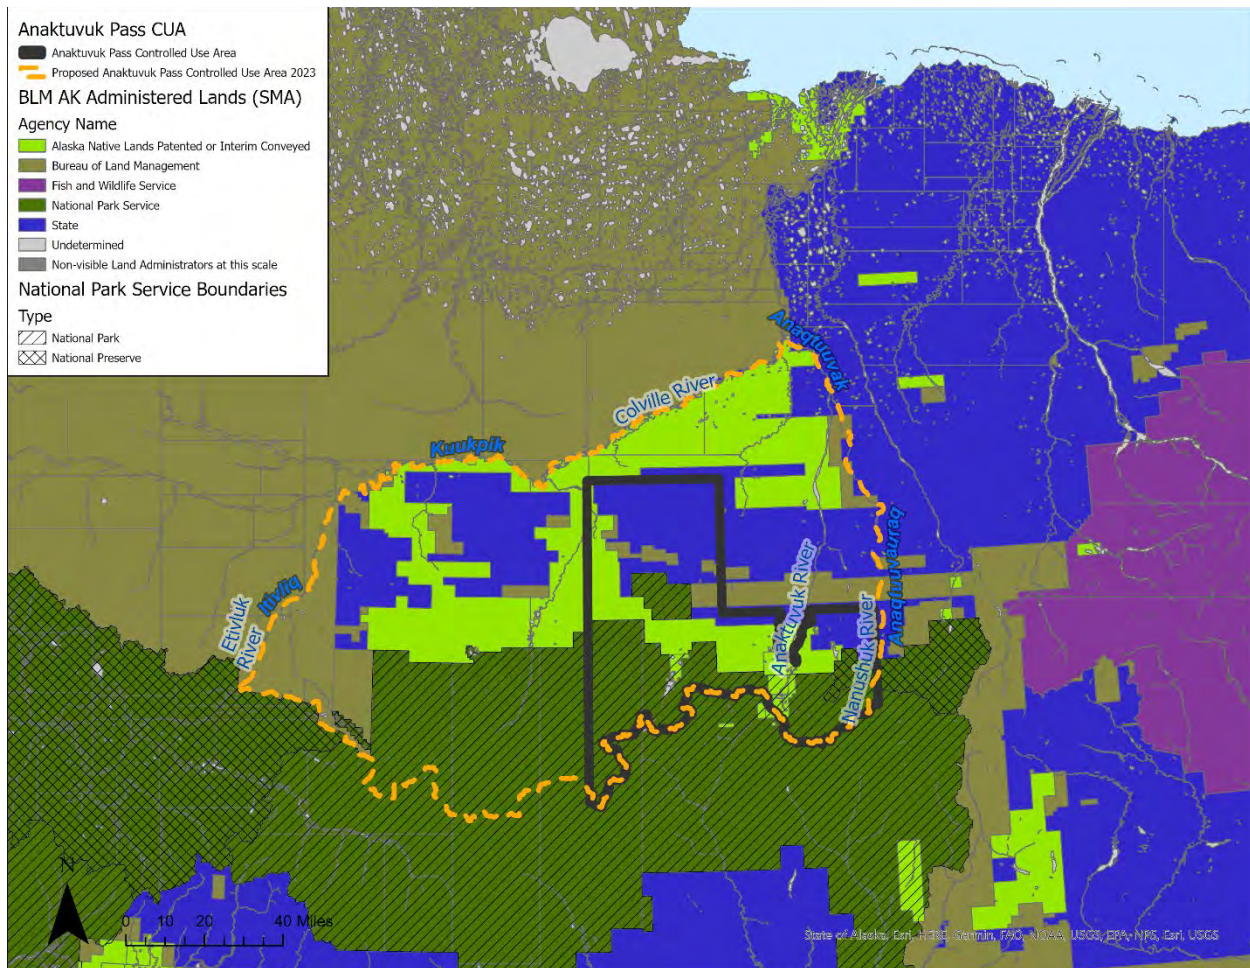 Anaktuvuk Pass CUA
Anaktuvuk Pass Controlled Use Area
Proposed Anaktuvuk Pass Controlled Use Area 2023
BLM AK Administered Lands (SMA)
Agency Name
Alaska Native Lands Patented or Interim Conveyed
Bureau of Land Management
Fish and Wildlife Service
National Park Service
State
Undetermined
Non-visible Land Administrators at this scale
National Park Service Boundaries
Type
National Park
National Preserve
Anaqtuuvak
Colville River
Kuukpik
Itivliq
Etivluk
River
Anaktuvuk River
Nanushuk River
Anaqtuuvauraq
N
0 10 20 40 Miles
State of Alaska, Esri, HERE, Garmin, FAO, NOAA, USGS, EPA, NPS, Esri, USGS